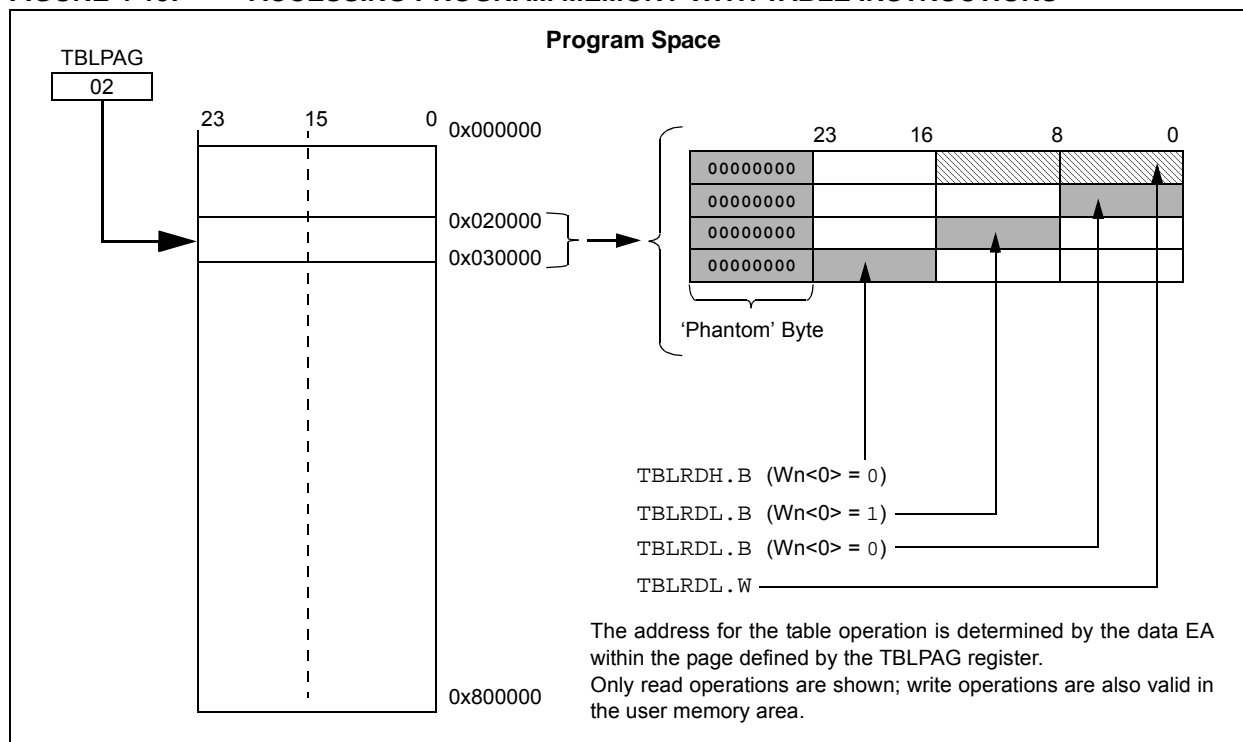 Program Space
TBLPAG
02
23 15 0
0x000000
0x020000
0x030000
0x800000
23 16 8 0
00000000
00000000
00000000
00000000
‘Phantom’ Byte
TBLRDH.B (Wn<0> = 0)
TBLRDL.B (Wn<0> = 1)
TBLRDL.B (Wn<0> = 0)
TBLRDL.W
The address for the table operation is determined by the data EA
within the page defined by the TBLPAG register.
Only read operations are shown; write operations are also valid in
the user memory area.